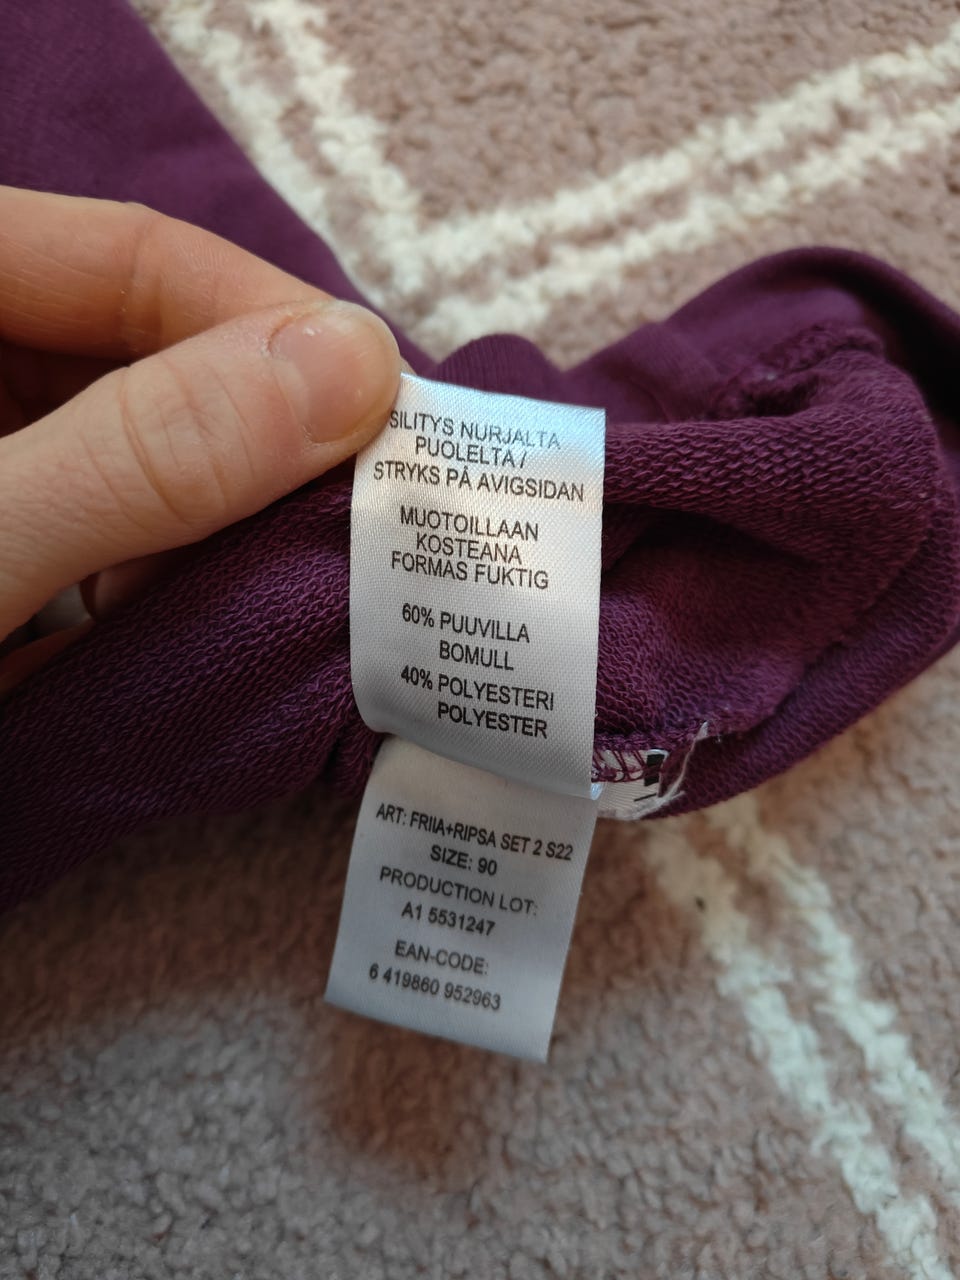 SILITYS NURJALTA
PUOLELTA /
STRYKS PÅ AVIGSIDAN
MUOTOILLAAN
KOSTEANA
FORMAS FUKTIG
60% PUUVILLA
BOMULL
40% POLYESTERI
POLYESTER
ART: FRIIA+RIPSA SET 2 S22
SIZE: 90
PRODUCTION LOT:
A1 5531247
EAN-CODE:
6 419860 952963